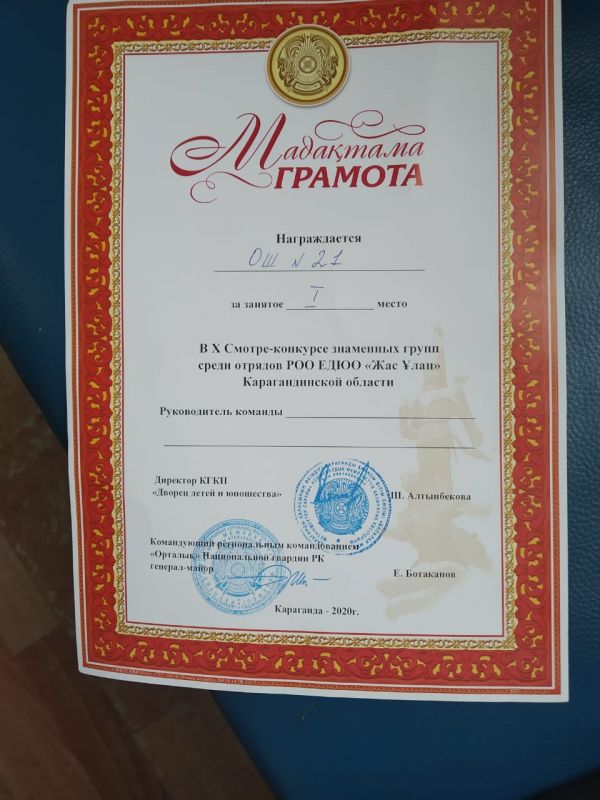 Мадақтама
ГРАМОТА
Награждается
ОШ № 21
за занятое I место
В Х Смотре-конкурсе знаменных групп
среди отрядов РОО ЕДЮО «Жас Ұлан»
Карагандинской области
Руководитель команды
Директор КГКП
«Дворец детей и юношества» Ш. Алтынбекова
Командующий региональным командованием
«Орталық» Национальной гвардии РК
генерал-майор Е. Ботаканов
Караганда - 2020г.